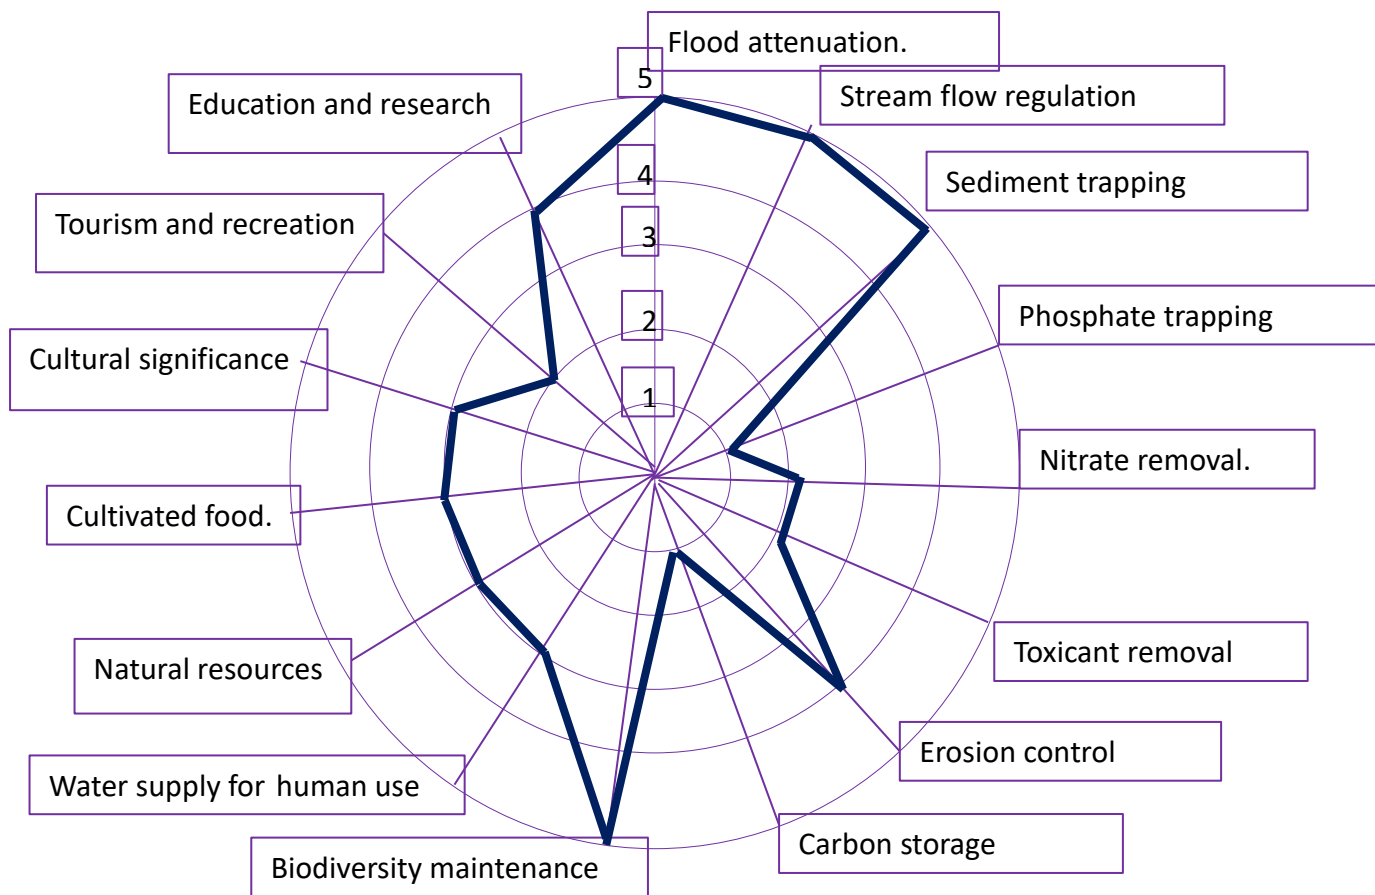 Flood attenuation.
5
Education and research
Stream flow regulation
4
Sediment trapping
Tourism and recreation
3
Phosphate trapping
2
Cultural significance
1
Nitrate removal.
Cultivated food.
Toxicant removal
Natural resources
Erosion control
Water supply for human use
Carbon storage
Biodiversity maintenance